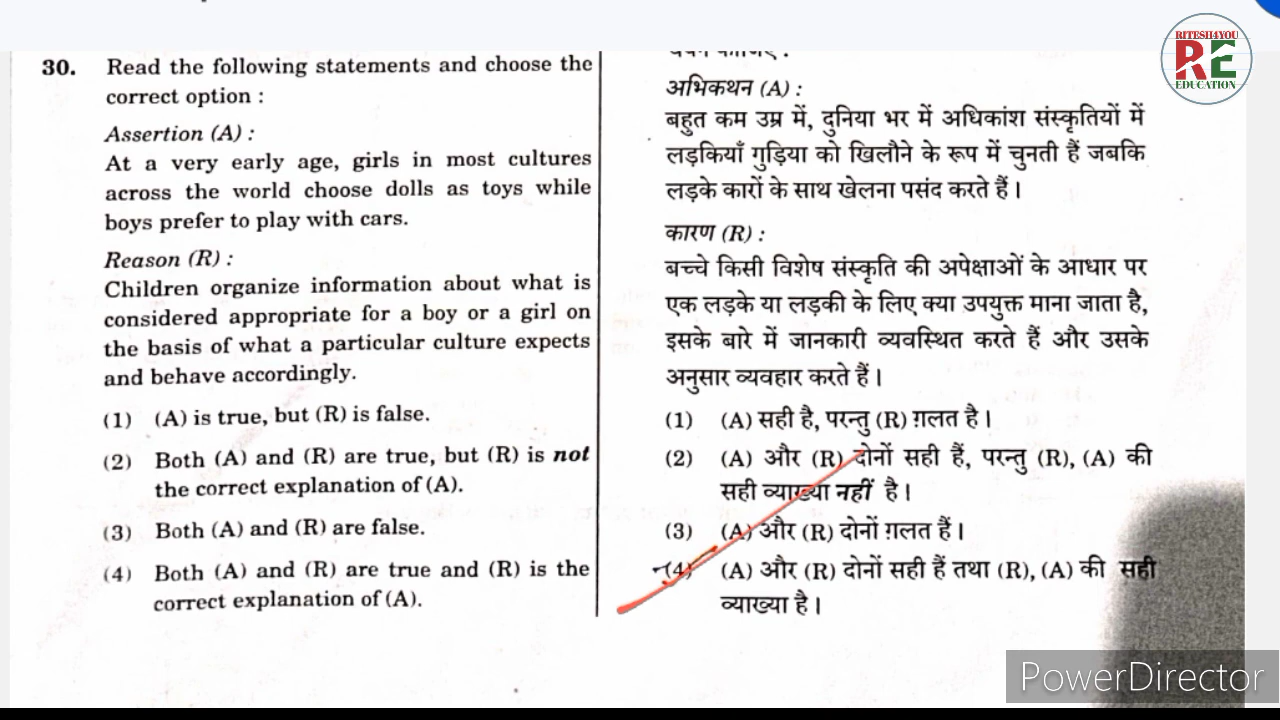 RITESH4YOU
RE
EDUCATION
30. Read the following statements and choose the
correct option :
Assertion (A) :
At a very early age, girls in most cultures
across the world choose dolls as toys while
boys prefer to play with cars.
Reason (R) :
Children organize information about what is
considered appropriate for a boy or a girl on
the basis of what a particular culture expects
and behave accordingly.
(1) (A) is true, but (R) is false.
(2) Both (A) and (R) are true, but (R) is not
the correct explanation of (A).
(3) Both (A) and (R) are false.
(4) Both (A) and (R) are true and (R) is the
correct explanation of (A).
अभिकथन (A) :
बहुत कम उम्र में, दुनिया भर में अधिकांश संस्कृतियों में
लड़कियाँ गुड़िया को खिलौने के रूप में चुनती हैं जबकि
लड़के कारों के साथ खेलना पसंद करते हैं।
कारण (R) :
बच्चे किसी विशेष संस्कृति की अपेक्षाओं के आधार पर
एक लड़के या लड़की के लिए क्या उपयुक्त माना जाता है,
इसके बारे में जानकारी व्यवस्थित करते हैं और उसके
अनुसार व्यवहार करते हैं।
(1) (A) सही है, परन्तु (R) ग़लत है।
(2) (A) और (R) दोनों सही हैं, परन्तु (R), (A) की
सही व्याख्या नहीं है।
(3) (A) और (R) दोनों ग़लत हैं।
(4) (A) और (R) दोनों सही हैं तथा (R), (A) की सही
व्याख्या है।
PowerDirector